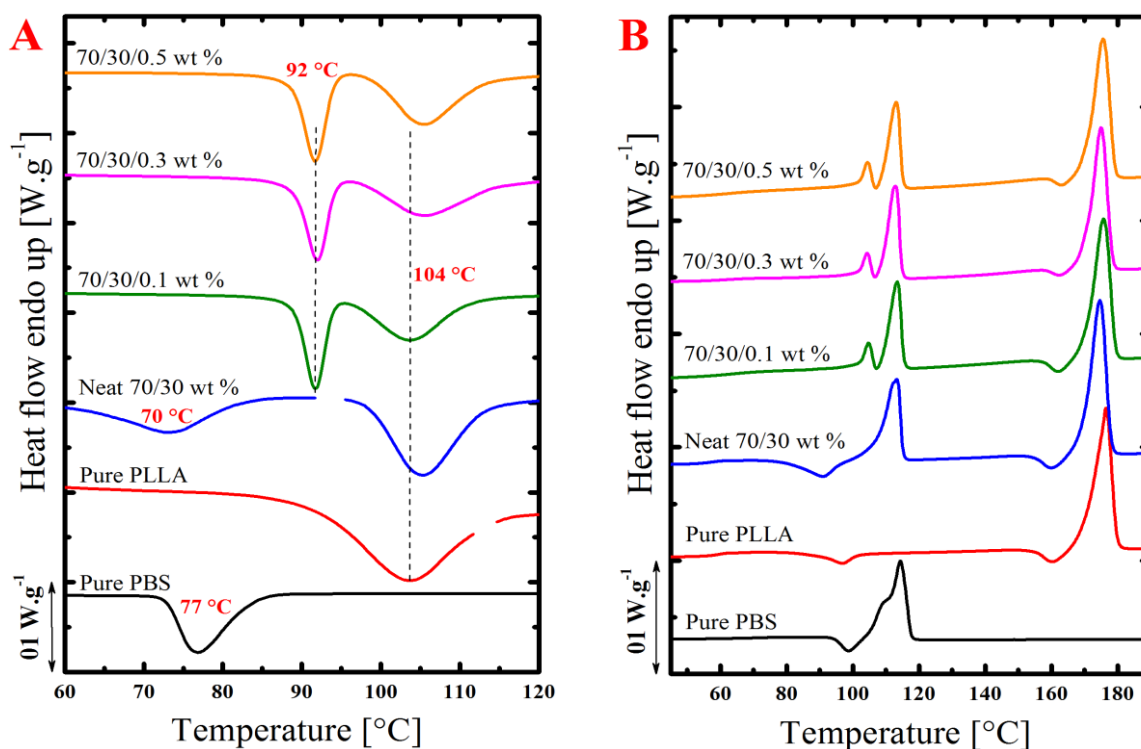 A
70/30/0.5 wt %
92 °C
70/30/0.3 wt %
104 °C
70/30/0.1 wt %
Neat 70/30 wt %
70 °C
Pure PLLA
Pure PBS
77 °C
Heat flow endo up [W.g⁻¹]
01 W.g⁻¹
60 70 80 90 100 110 120
Temperature [°C]
B
70/30/0.5 wt %
70/30/0.3 wt %
70/30/0.1 wt %
Neat 70/30 wt %
Pure PLLA
Pure PBS
Heat flow endo up [W.g⁻¹]
01 W.g⁻¹
60 80 100 120 140 160 180
Temperature [°C]